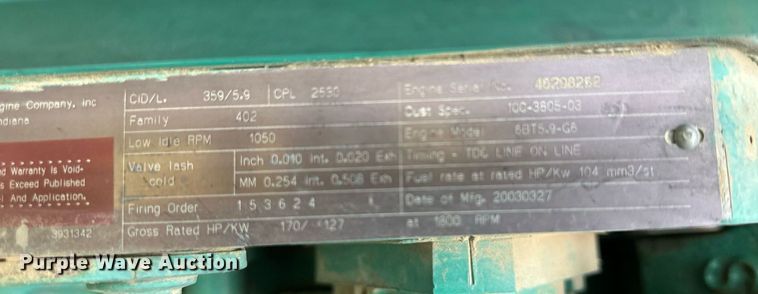 gine Company, Inc
ndiana
nd Warranty is Void-
s Exceed Published
l And Application.
3931342
CID/L. 359/5.9 CPL
Family 402
Low Idle RPM 1050
Valve lash cold
Inch 0.010 Int. 0.020 Exh
MM 0.254 Int. 0.508 Exh
Firing Order 1 5 3 6 2 4
Gross Rated HP/KW 170/ 127 at 1800 RPM
Engine Serial No.
Cust Spec. 10C-3805-03
Engine Model 6BT5.9-G6
Timing - TDC LINE ON LINE
Fuel rate at rated HP/Kw 104 mm3/st
Date of Mfg. 20030327
Purple Wave Auction